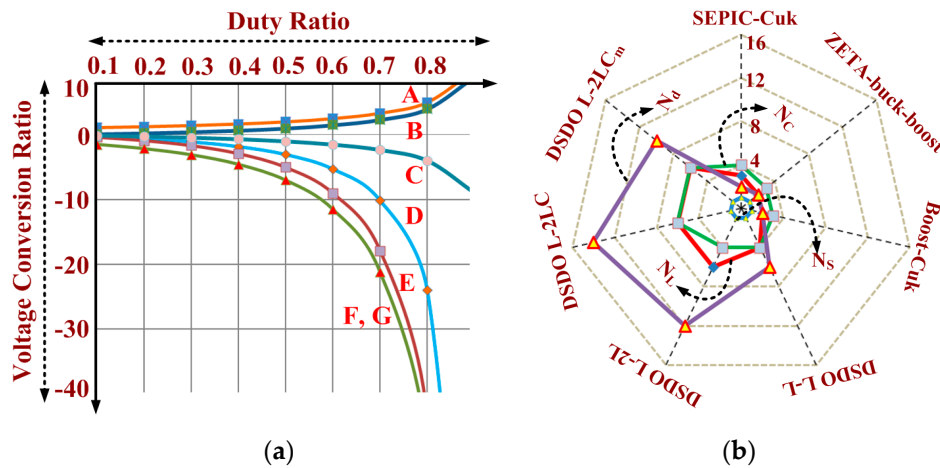 Duty Ratio
0.1 0.2 0.3 0.4 0.5 0.6 0.7 0.8
Voltage Conversion Ratio
10
0
-10
-20
-30
-40
A
B
C
D
E
F, G
(a)
SEPIC-Cuk
ZETA-buck-boost
Boost-Cuk
DSDO L-L
DSDO L-2L
DSDO L-2LC
DSDO L-2LCm
16
12
8
4
Nd
NC
NS
NL
(b)